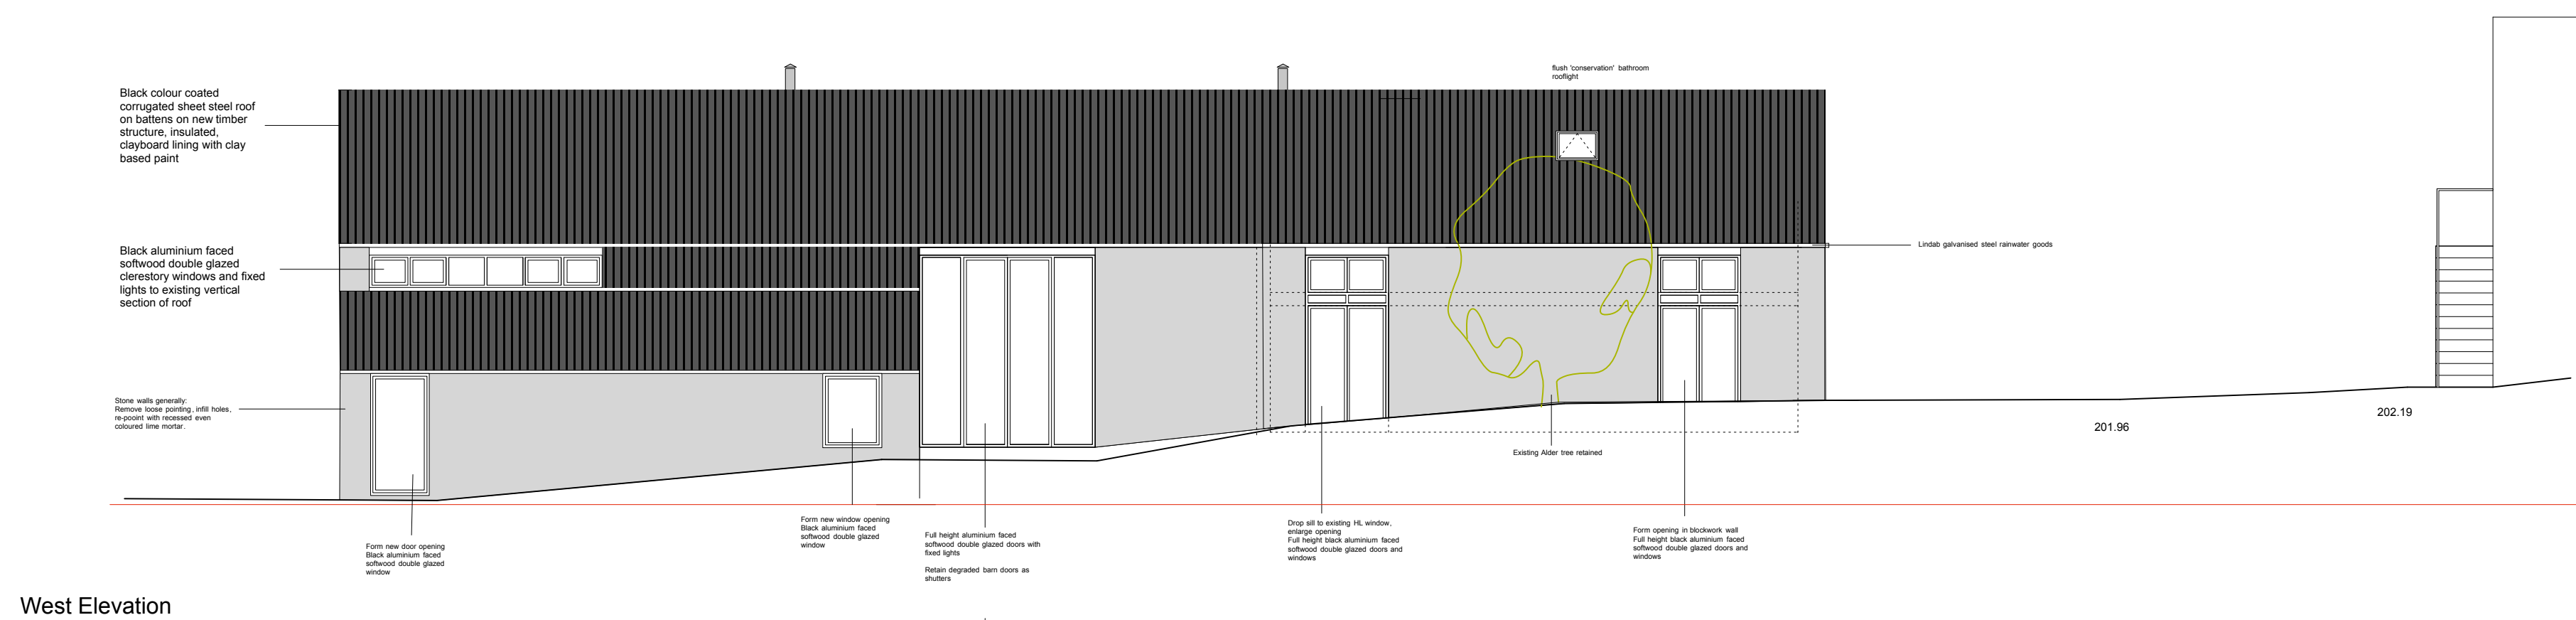 flush 'conservation' bathroom
rooflight
Black colour coated
corrugated sheet steel roof
on battens on new timber
structure, insulated,
clayboard lining with clay
based paint
Black aluminium faced
softwood double glazed
clerestory windows and fixed
lights to existing vertical
section of roof
Lindab galvanised steel rainwater goods
Stone walls generally:
Remove loose pointing, infill holes,
re-pooint with recessed even
coloured lime mortar.
202.19
201.96
Existing Alder tree retained
Form new door opening
Black aluminium faced
softwood double glazed
window
Form new window opening
Black aluminium faced
softwood double glazed
window
Full height aluminium faced
softwood double glazed doors with
fixed lights
Retain degraded barn doors as
shutters
Drop sill to existing HL window,
enlarge opening
Full height black aluminium faced
softwood double glazed doors and
windows
Form opening in blockwork wall
Full height black aluminium faced
softwood double glazed doors and
windows
West Elevation